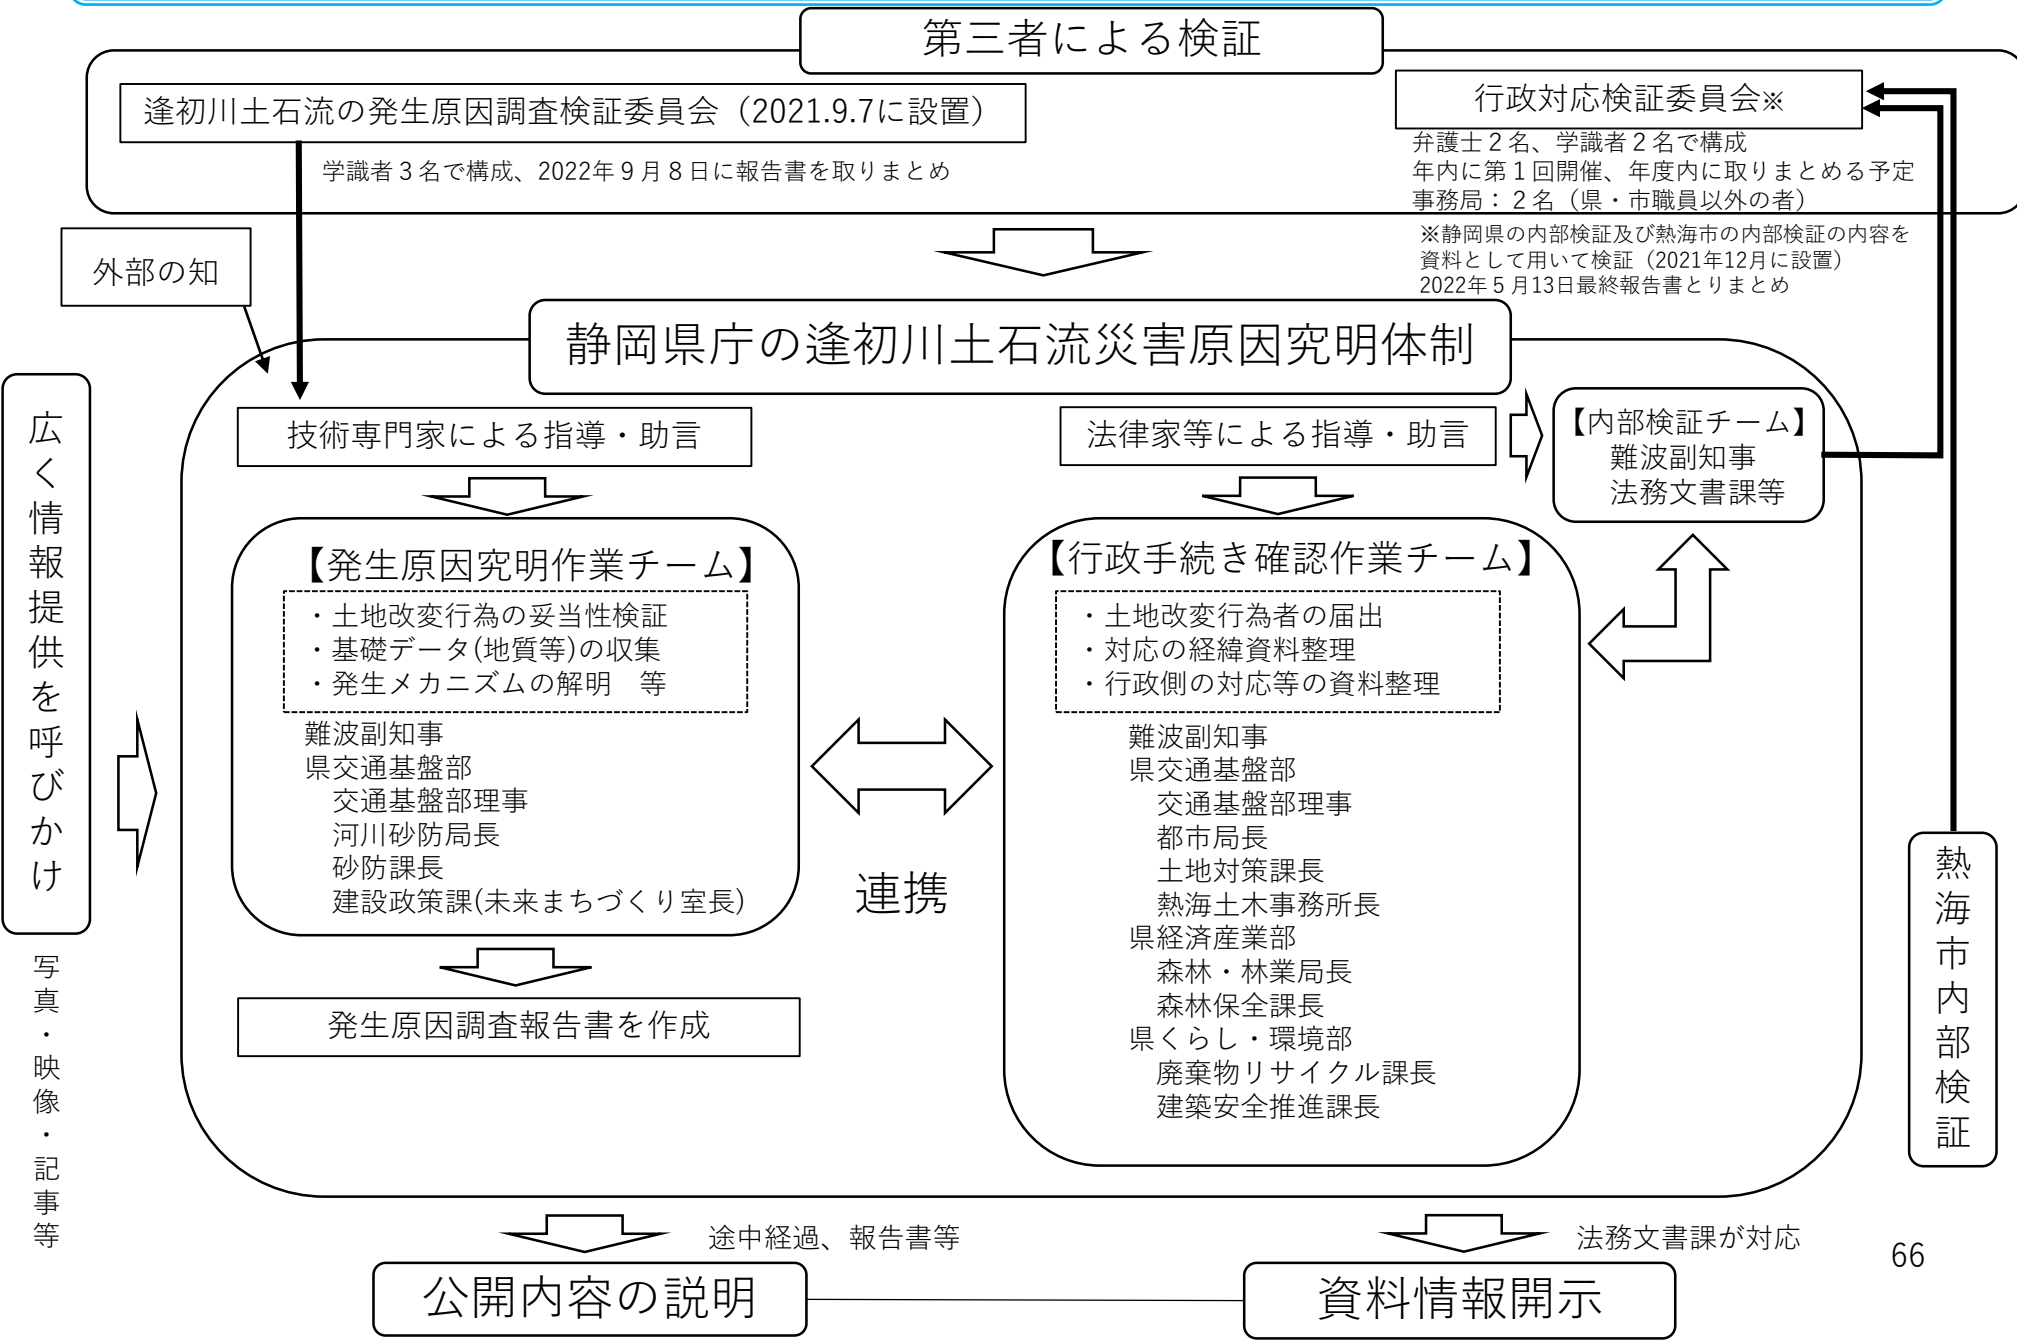 第三者による検証
逢初川土石流の発生原因調査検証委員会（2021.9.7に設置）
学識者３名で構成、2022年９月８日に報告書を取りまとめ
行政対応検証委員会※
弁護士２名、学識者２名で構成
年内に第１回開催、年度内に取りまとめる予定
事務局：２名（県・市職員以外の者）
※静岡県の内部検証及び熱海市の内部検証の内容を
資料として用いて検証（2021年12月に設置）
2022年５月13日最終報告書とりまとめ
外部の知
静岡県庁の逢初川土石流災害原因究明体制
広く情報提供を呼びかけ
写真・映像・記事等
技術専門家による指導・助言
【発生原因究明作業チーム】
・土地改変行為の妥当性検証
・基礎データ(地質等)の収集
・発生メカニズムの解明　等
難波副知事
県交通基盤部
交通基盤部理事
河川砂防局長
砂防課長
建設政策課(未来まちづくり室長)
発生原因調査報告書を作成
連携
法律家等による指導・助言
【行政手続き確認作業チーム】
・土地改変行為者の届出
・対応の経緯資料整理
・行政側の対応等の資料整理
難波副知事
県交通基盤部
交通基盤部理事
都市局長
土地対策課長
熱海土木事務所長
県経済産業部
森林・林業局長
森林保全課長
県くらし・環境部
廃棄物リサイクル課長
建築安全推進課長
【内部検証チーム】
難波副知事
法務文書課等
熱海市内部検証
途中経過、報告書等
公開内容の説明
法務文書課が対応
資料情報開示
66